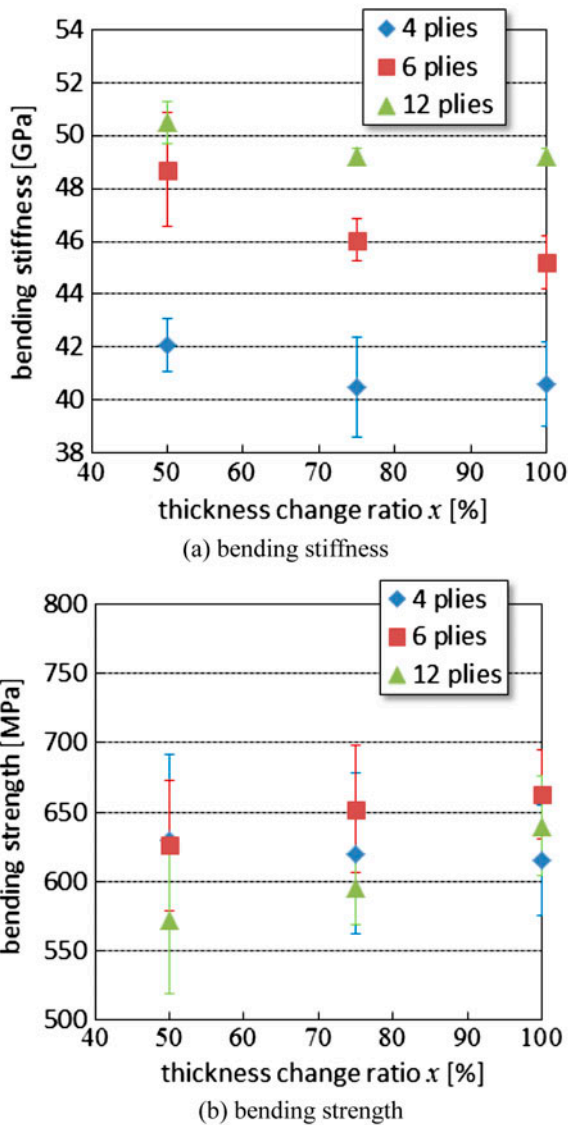 54
52
50
48
46
44
42
40
38
bending stiffness [GPa]
4 plies
6 plies
12 plies
40 50 60 70 80 90 100
thickness change ratio x [%]
(a) bending stiffness
800
750
700
650
600
550
500
bending strength [MPa]
4 plies
6 plies
12 plies
40 50 60 70 80 90 100
thickness change ratio x [%]
(b) bending strength